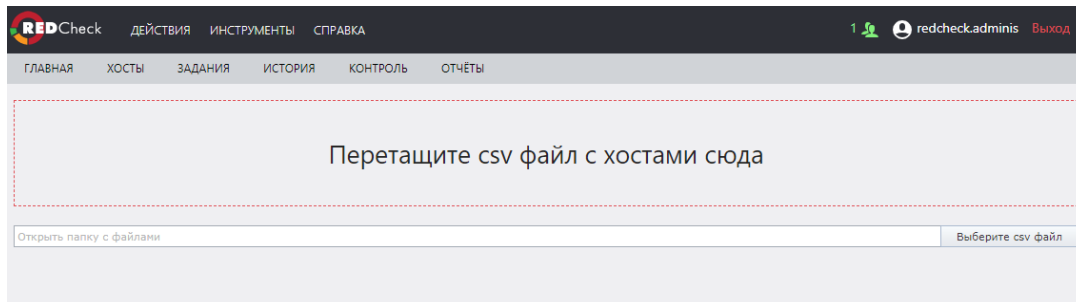 REDCheck ДЕЙСТВИЯ ИНСТРУМЕНТЫ СПРАВКА 1 redcheck.adminis Выход
ГЛАВНАЯ ХОСТЫ ЗАДАНИЯ ИСТОРИЯ КОНТРОЛЬ ОТЧЁТЫ
Перетащите csv файл с хостами сюда
Открыть папку с файлами Выберите csv файл